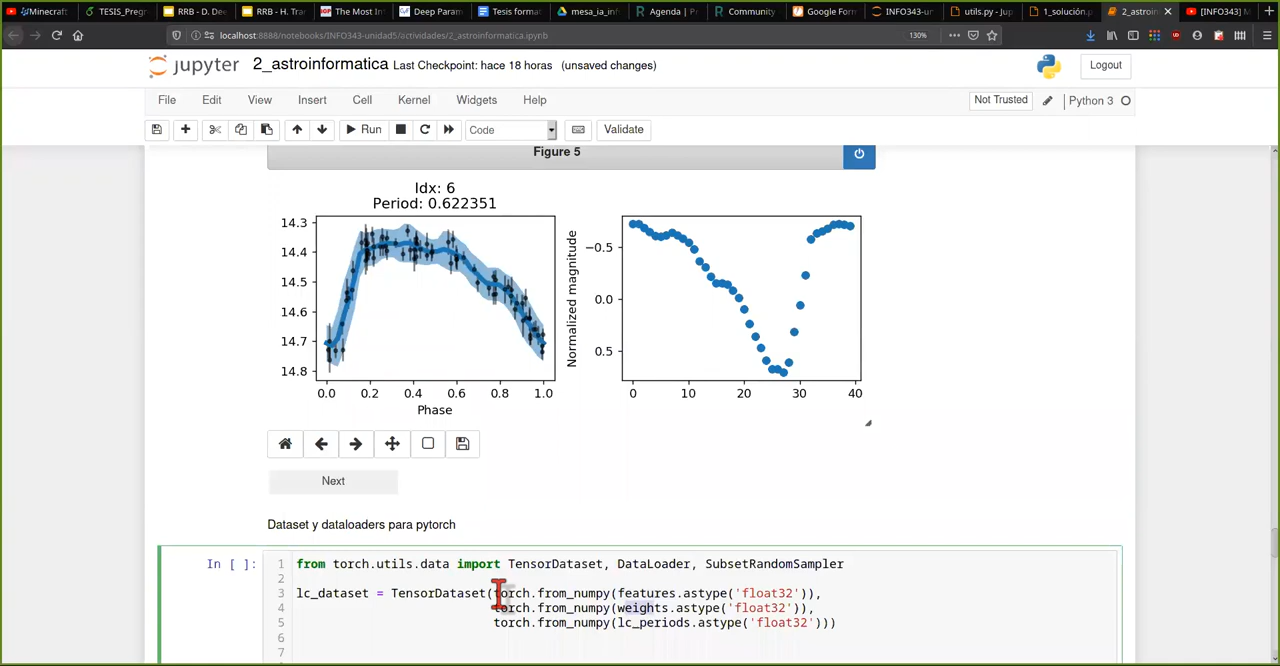 Minecraft
TESIS_Pregr
RRB - D. De
RRB - H. Tra
The Most In
Deep Param
Tesis format
mesa_ia_inf
Agenda | P
Community
Google Form
INFO343-un
utils.py - Jup
1_solución.p
2_astroin
[INFO343] M
localhost:8888/notebooks/INFO343-unidad5/actividades/2_astroinformatica.ipynb
130%
jupyter 2_astroinformatica Last Checkpoint: hace 18 horas (unsaved changes)
Logout
File Edit View Insert Cell Kernel Widgets Help
Not Trusted
Python 3
Run
Code
Validate
Figure 5
Idx: 6
Period: 0.622351
14.3
14.4
14.5
14.6
14.7
14.8
0.0 0.2 0.4 0.6 0.8 1.0
Phase
Normalized magnitude
−0.5
0.0
0.5
0 10 20 30 40
Next
Dataset y dataloaders para pytorch
In [ ]:
1 from torch.utils.data import TensorDataset, DataLoader, SubsetRandomSampler
2
3 lc_dataset = TensorDataset(torch.from_numpy(features.astype('float32')),
4 torch.from_numpy(weights.astype('float32')),
5 torch.from_numpy(lc_periods.astype('float32')))
6
7